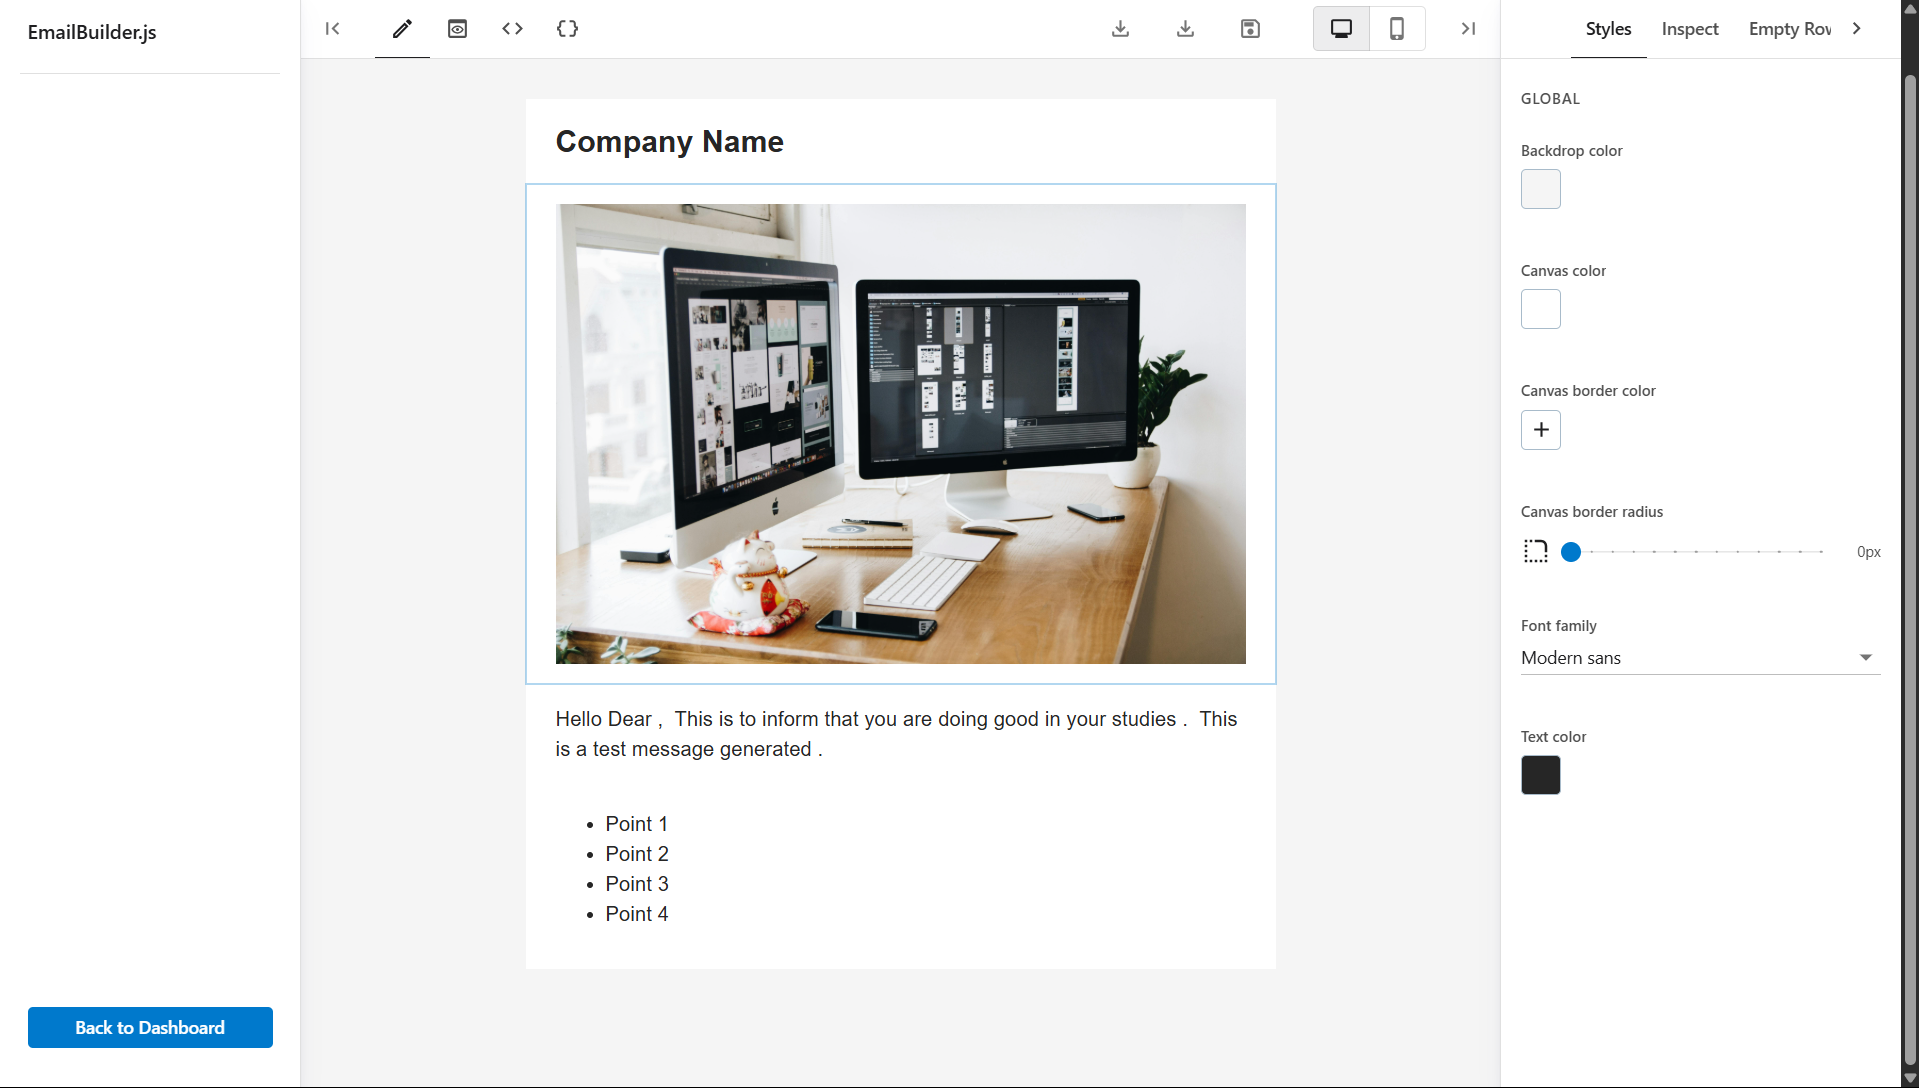 EmailBuilder.js
Styles
Inspect
Empty Rov
Company Name
Hello Dear ,  This is to inform that you are doing good in your studies .  This
is a test message generated .
Point 1
Point 2
Point 3
Point 4
GLOBAL
Backdrop color
Canvas color
Canvas border color
Canvas border radius
0px
Font family
Modern sans
Text color
Back to Dashboard